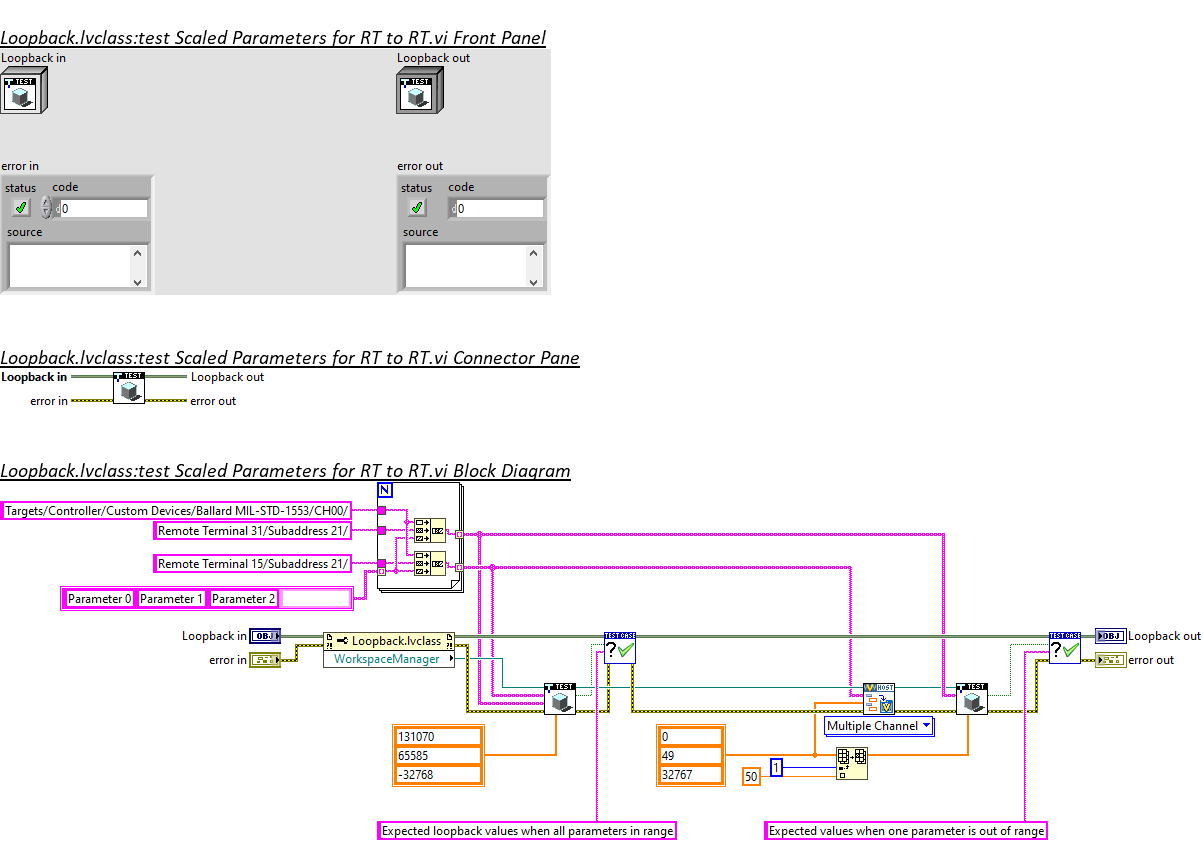 Loopback.lvclass:test Scaled Parameters for RT to RT.vi Front Panel
Loopback in
Loopback out
TEST
TEST
error in
error out
status code
status code
0
0
source
source
Loopback.lvclass:test Scaled Parameters for RT to RT.vi Connector Pane
Loopback in
TEST
Loopback out
error in
error out
Loopback.lvclass:test Scaled Parameters for RT to RT.vi Block Diagram
N
Targets/Controller/Custom Devices/Ballard MIL-STD-1553/CH00/
Remote Terminal 31/Subaddress 21/
Remote Terminal 15/Subaddress 21/
Parameter 0 Parameter 1 Parameter 2
Loopback in
OBJ
Loopback.lvclass
TEST CASE
?
TEST CASE
?
OBJ
Loopback out
error in
WorkspaceManager
error out
TEST
HOST
TEST
Multiple Channel
131070
65585
-32768
0
49
32767
1
50
Expected loopback values when all parameters in range
Expected values when one parameter is out of range